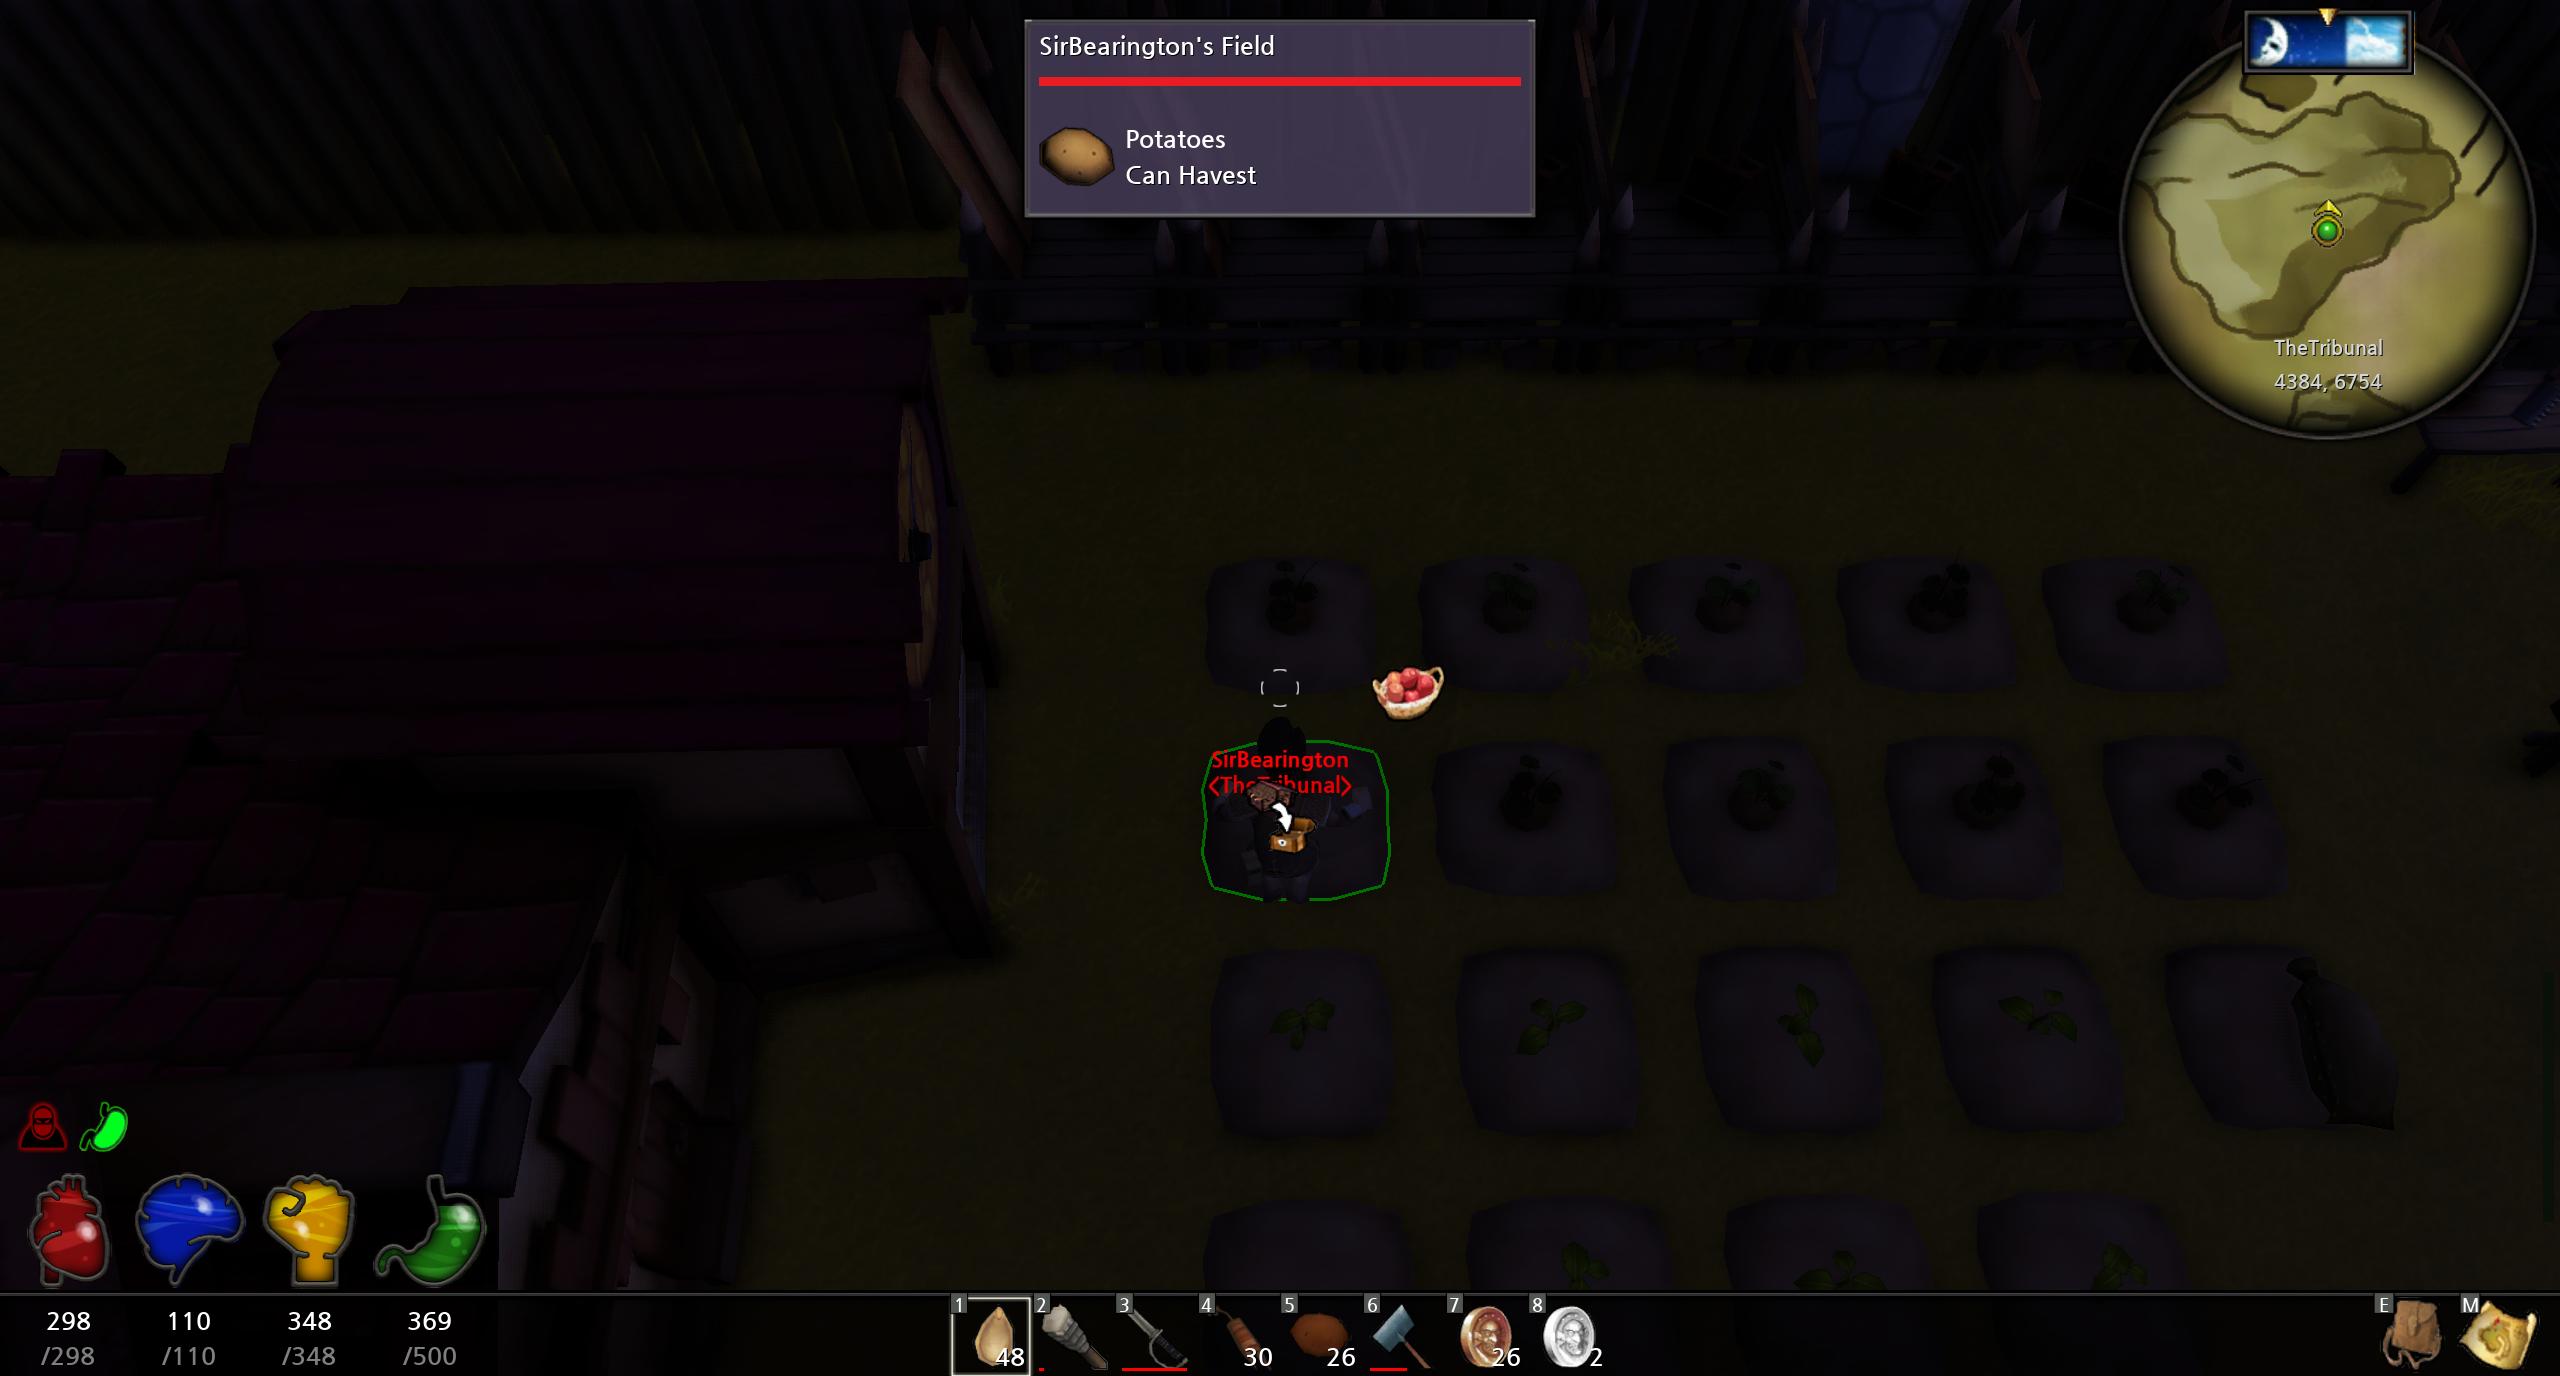 SirBearington's Field
Potatoes
Can Havest
TheTribunal
4384, 6754
SirBearington
<TheTribunal>
298
/298
110
/110
348
/348
369
/500
1
48
2
3
4
30
5
26
6
7
26
8
2
E
M